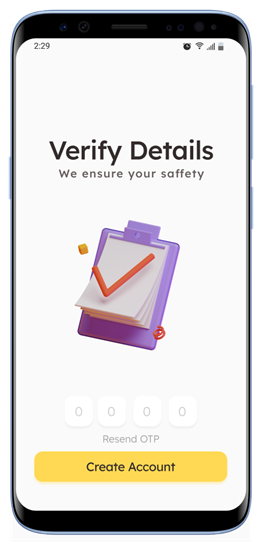 2:29
Verify Details
We ensure your saffety
0 0 0 0
Resend OTP
Create Account